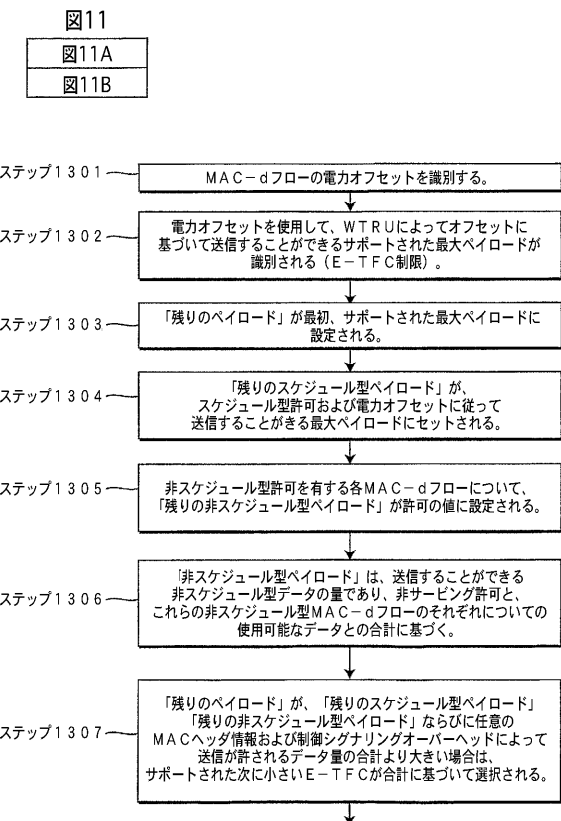 図11
図11A
図11B
ステップ1301
MAC-dフローの電力オフセットを識別する。
ステップ1302
電力オフセットを使用して、WTRUによってオフセットに
基づいて送信することができるサポートされた最大ペイロードが
識別される(E-TFC制限)。
ステップ1303
「残りのペイロード」が最初、サポートされた最大ペイロードに
設定される。
ステップ1304
「残りのスケジュール型ペイロード」が、
スケジュール型許可および電力オフセットに従って
送信することがきる最大ペイロードにセットされる。
ステップ1305
非スケジュール型許可を有する各MAC-dフローについて、
「残りの非スケジュール型ペイロード」が許可の値に設定される。
ステップ1306
「非スケジュール型ペイロード」は、送信することができる
非スケジュール型データの量であり、非サービング許可と、
これらの非スケジュール型MAC-dフローのそれぞれについての
使用可能なデータとの合計に基づく。
ステップ1307
「残りのペイロード」が、「残りのスケジュール型ペイロード」
「残りの非スケジュール型ペイロード」ならびに任意の
MACヘッダ情報および制御シグナリングオーバーヘッドによって
送信が許されるデータ量の合計より大きい場合は、
サポートされた次に小さいE-TFCが合計に基づいて選択される。